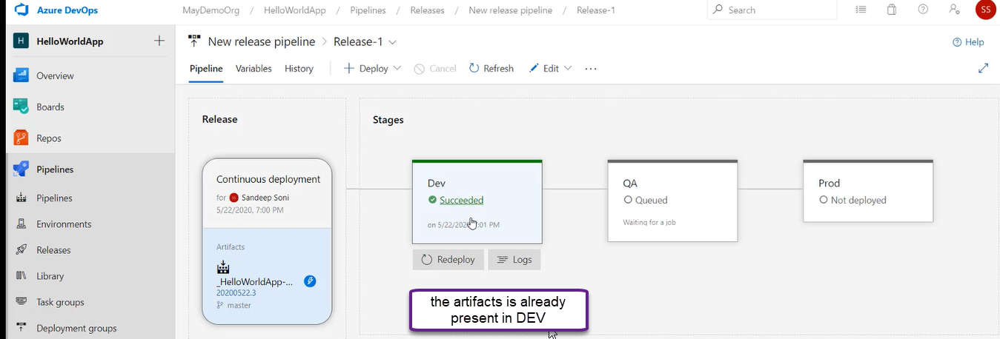 Azure DevOps
MayDemoOrg / HelloWorldApp / Pipelines / Releases / New release pipeline / Release-1
Search
SS
H HelloWorldApp
New release pipeline > Release-1
Help
Pipeline Variables History
Deploy Cancel Refresh Edit ...
Overview
Boards
Repos
Pipelines
Pipelines
Environments
Releases
Library
Task groups
Deployment groups
Release
Continuous deployment
for SS Sandeep Soni
5/22/2020, 7:00 PM
Artifacts
_HelloWorldApp-...
20200522.3
master
Stages
Dev
Succeeded
on 5/22/202 :01 PM
Redeploy Logs
QA
Queued
Waiting for a job
Prod
Not deployed
the artifacts is already
present in DEV